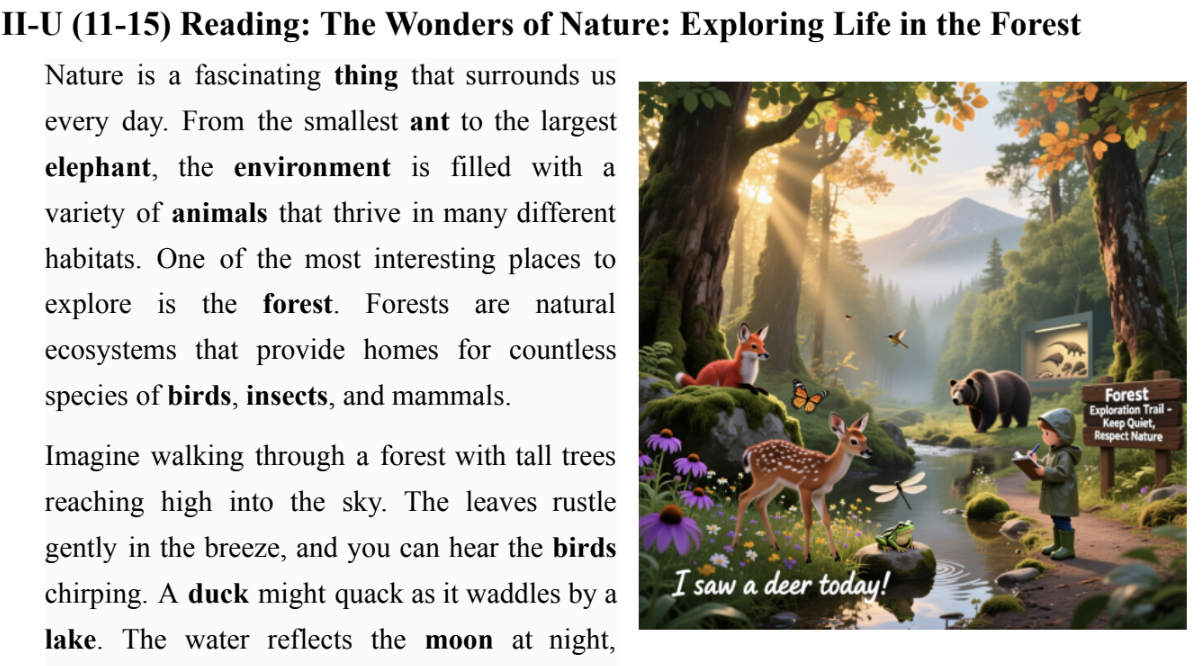 II-U (11-15) Reading: The Wonders of Nature: Exploring Life in the Forest
Nature is a fascinating thing that surrounds us
every day. From the smallest ant to the largest
elephant, the environment is filled with a
variety of animals that thrive in many different
habitats. One of the most interesting places to
explore is the forest. Forests are natural
ecosystems that provide homes for countless
species of birds, insects, and mammals.
Imagine walking through a forest with tall trees
reaching high into the sky. The leaves rustle
gently in the breeze, and you can hear the birds
chirping. A duck might quack as it waddles by a
lake. The water reflects the moon at night,
Forest
Exploration Trail -
Keep Quiet,
Respect Nature
I saw a deer today!